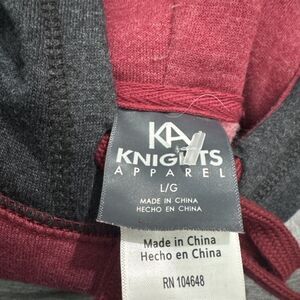 KA
KNIGHTS
APPAREL
L/G
MADE IN CHINA
HECHO EN CHINA
Made in China
Hecho en China
RN 104648